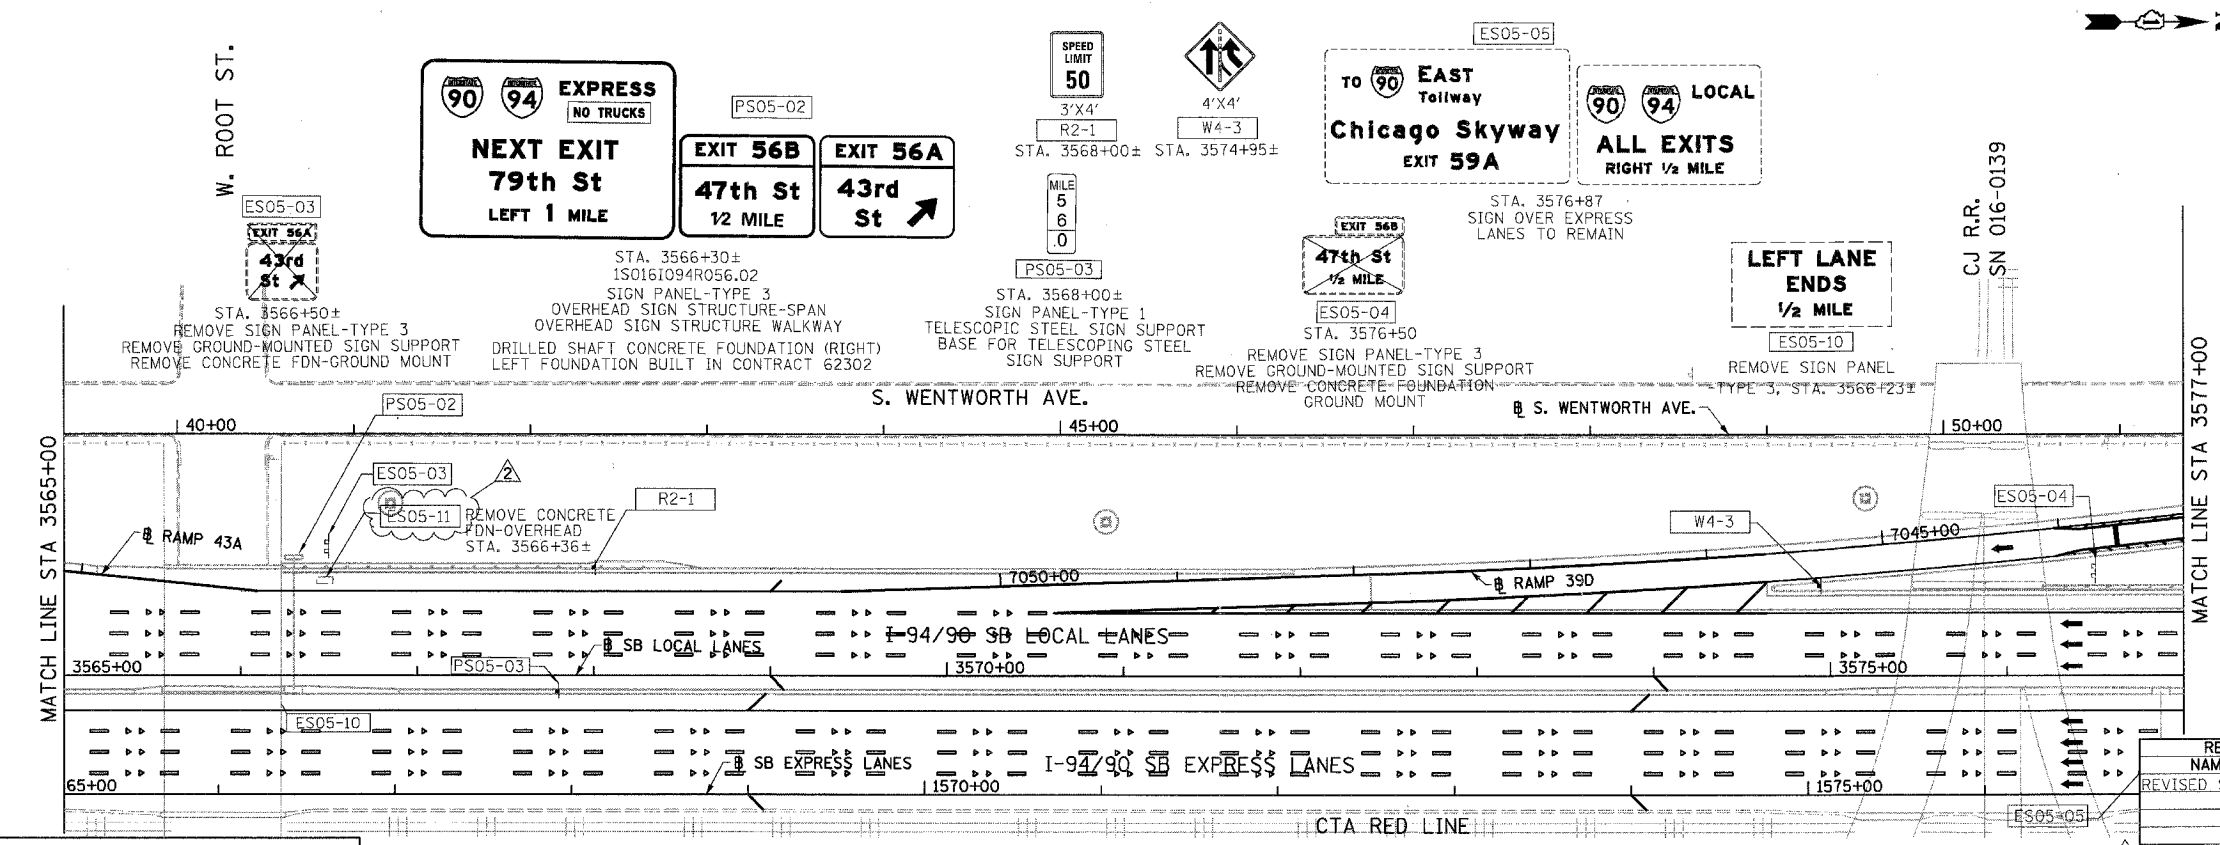 W. ROOT ST.
ES05-03
EXIT 56A
43rd
St
STA. 3566+50±
REMOVE SIGN PANEL-TYPE 3
REMOVE GROUND-MOUNTED SIGN SUPPORT
REMOVE CONCRETE FDN-GROUND MOUNT
INTERSTATE 90 INTERSTATE 94 EXPRESS
NO TRUCKS
NEXT EXIT
79th St
LEFT 1 MILE
PS05-02
EXIT 56B
47th St
1/2 MILE
EXIT 56A
43rd
St
STA. 3566+30±
1S016I094R056.02
SIGN PANEL-TYPE 3
OVERHEAD SIGN STRUCTURE-SPAN
OVERHEAD SIGN STRUCTURE WALKWAY
DRILLED SHAFT CONCRETE FOUNDATION (RIGHT)
LEFT FOUNDATION BUILT IN CONTRACT 62302
SPEED
LIMIT
50
3'X4'
R2-1
STA. 3568+00±
4'X4'
W4-3
STA. 3574+95±
MILE
5
6
.0
PS05-03
STA. 3568+00±
SIGN PANEL-TYPE 1
TELESCOPIC STEEL SIGN SUPPORT
BASE FOR TELESCOPING STEEL
SIGN SUPPORT
ES05-05
TO 90 EAST
Tollway
Chicago Skyway
EXIT 59A
90 94 LOCAL
ALL EXITS
RIGHT 1/2 MILE
STA. 3576+87
SIGN OVER EXPRESS
LANES TO REMAIN
EXIT 56B
47th St
1/2 MILE
ES05-04
STA. 3576+50
REMOVE SIGN PANEL-TYPE 3
REMOVE GROUND-MOUNTED SIGN SUPPORT
REMOVE CONCRETE FOUNDATION
GROUND MOUNT
LEFT LANE
ENDS
1/2 MILE
ES05-10
REMOVE SIGN PANEL
-TYPE 3, STA. 3566+23±
CJ R.R.
SN 016-0139
S. WENTWORTH AVE.
℄ S. WENTWORTH AVE.
MATCH LINE STA 3565+00
MATCH LINE STA 3577+00
40+00
45+00
50+00
PS05-02
ES05-03
2
ES05-11
REMOVE CONCRETE
FDN-OVERHEAD
STA. 3566+36±
R2-1
W4-3
ES05-04
℄ RAMP 43A
7050+00
℄ RAMP 39D
7045+00
I-94/90 SB LOCAL LANES
℄ SB LOCAL LANES
PS05-03
3565+00
3570+00
3575+00
ES05-10
℄ SB EXPRESS LANES
I-94/90 SB EXPRESS LANES
65+00
1570+00
1575+00
CTA RED LINE
ES05-05
RE
NAM
REVISED S